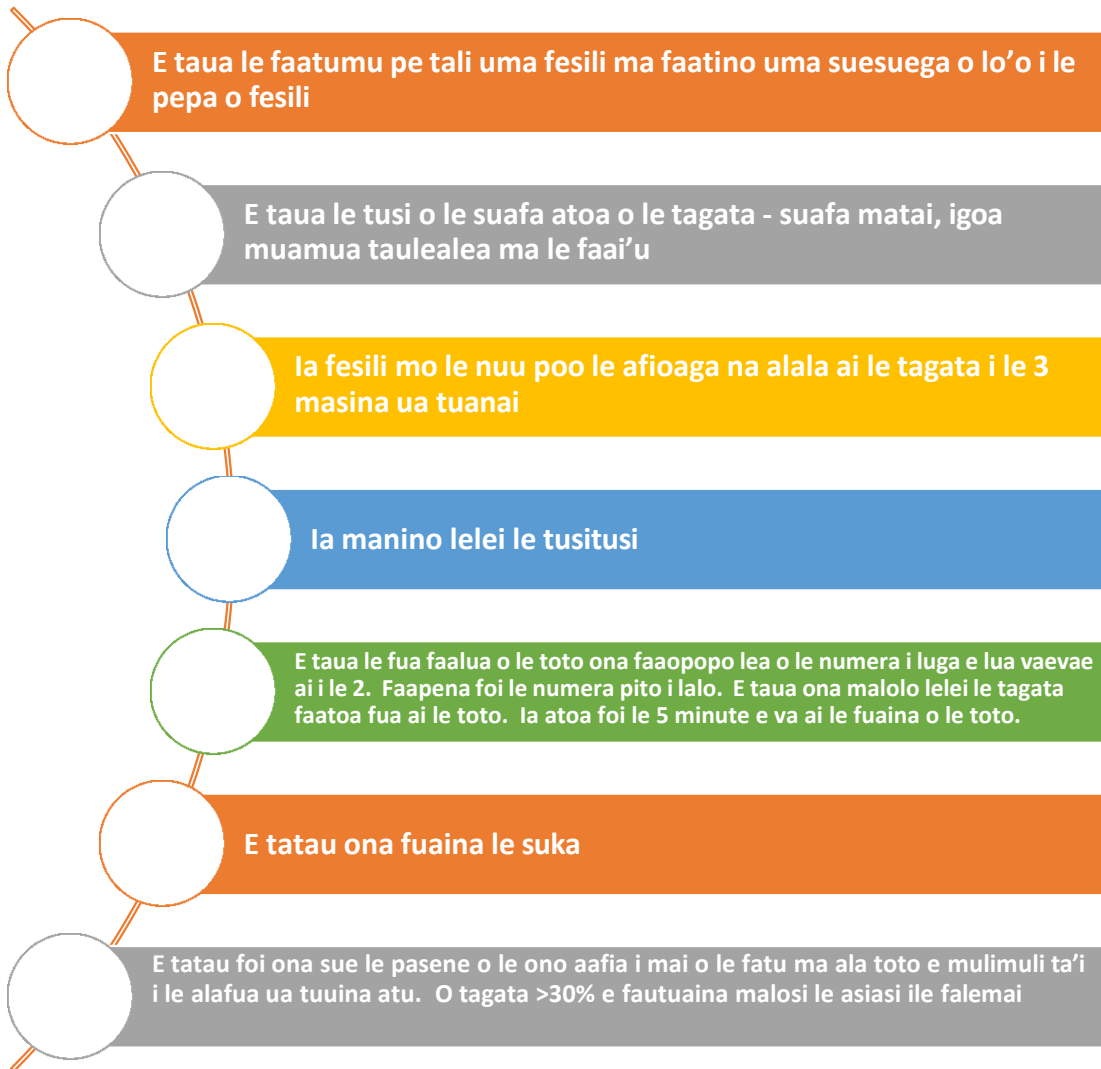 E taua le faatumu pe tali uma fesili ma faatino uma suesuega o lo’o i le
pepa o fesili
E taua le tusi o le suafa atoa o le tagata - suafa matai, igoa
muamua taulealea ma le faai’u
Ia fesili mo le nuu poo le afioaga na alala ai le tagata i le 3
masina ua tuanai
Ia manino lelei le tusitusi
E taua le fua faalua o le toto ona faaopopo lea o le numera i luga e lua vaevae
ai i le 2. Faapena foi le numera pito i lalo. E taua ona malolo lelei le tagata
faatoa fua ai le toto. Ia atoa foi le 5 minute e va ai le fuaina o le toto.
E tatau ona fuaina le suka
E tatau foi ona sue le pasene o le ono aafia i mai o le fatu ma ala toto e mulimuli ta’i
i le alafua ua tuuina atu. O tagata >30% e fautuaina malosi le asiasi ile falemai